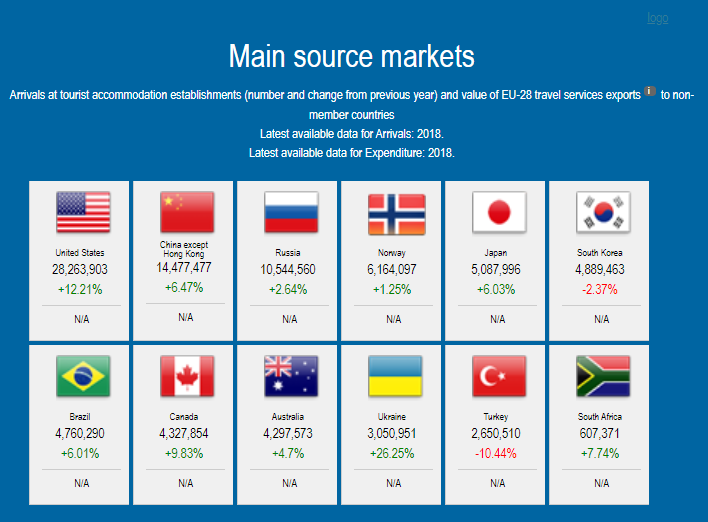 logo
Main source markets
Arrivals at tourist accommodation establishments (number and change from previous year) and value of EU-28 travel services exports i to non-
member countries
Latest available data for Arrivals: 2018.
Latest available data for Expenditure: 2018.
United States
28,263,903
+12.21%
N/A
China except
Hong Kong
14,477,477
+6.47%
N/A
Russia
10,544,560
+2.64%
N/A
Norway
6,164,097
+1.25%
N/A
Japan
5,087,996
+6.03%
N/A
South Korea
4,889,463
-2.37%
N/A
Brazil
4,760,290
+6.01%
N/A
Canada
4,327,854
+9.83%
N/A
Australia
4,297,573
+4.7%
N/A
Ukraine
3,050,951
+26.25%
N/A
Turkey
2,650,510
-10.44%
N/A
South Africa
607,371
+7.74%
N/A